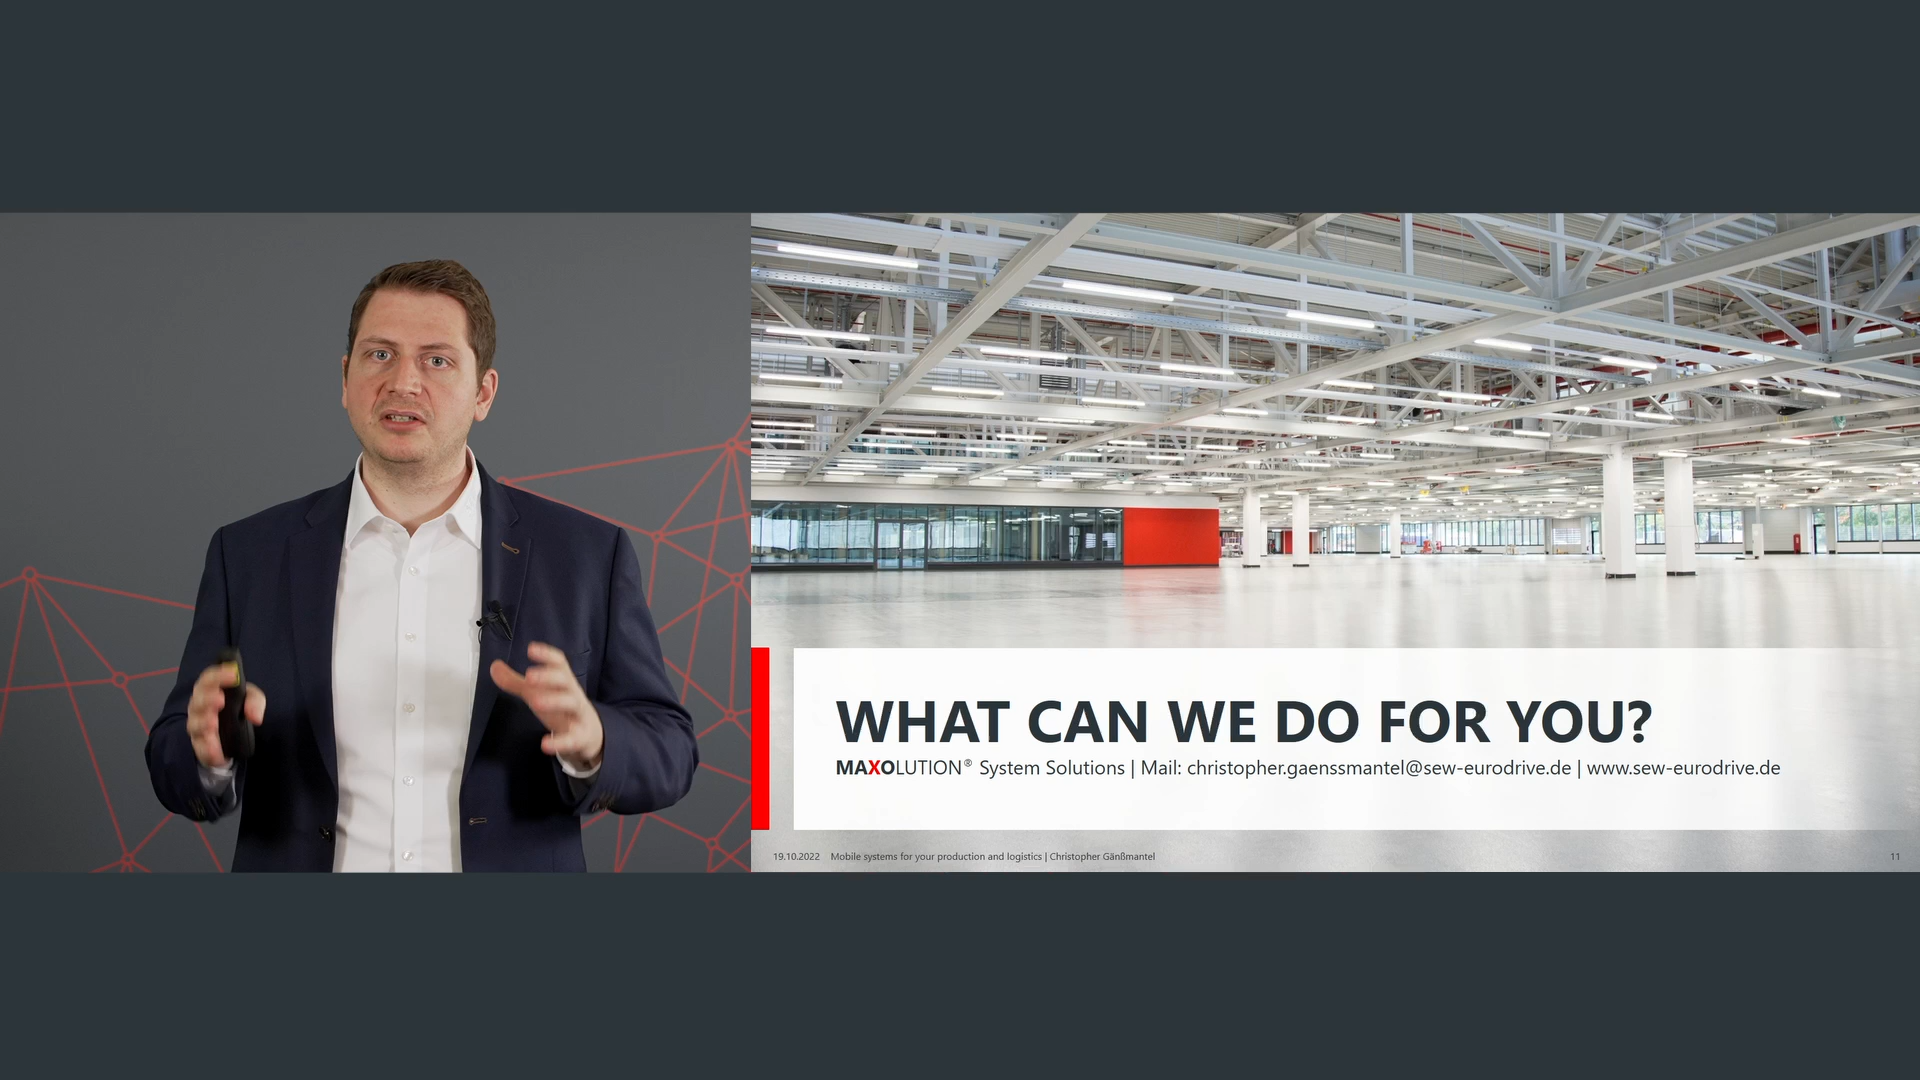 WHAT CAN WE DO FOR YOU?
MAXOLUTION® System Solutions | Mail: christopher.gaenssmantel@sew-eurodrive.de | www.sew-eurodrive.de
19.10.2022 Mobile systems for your production and logistics | Christopher Gänßmantel 11